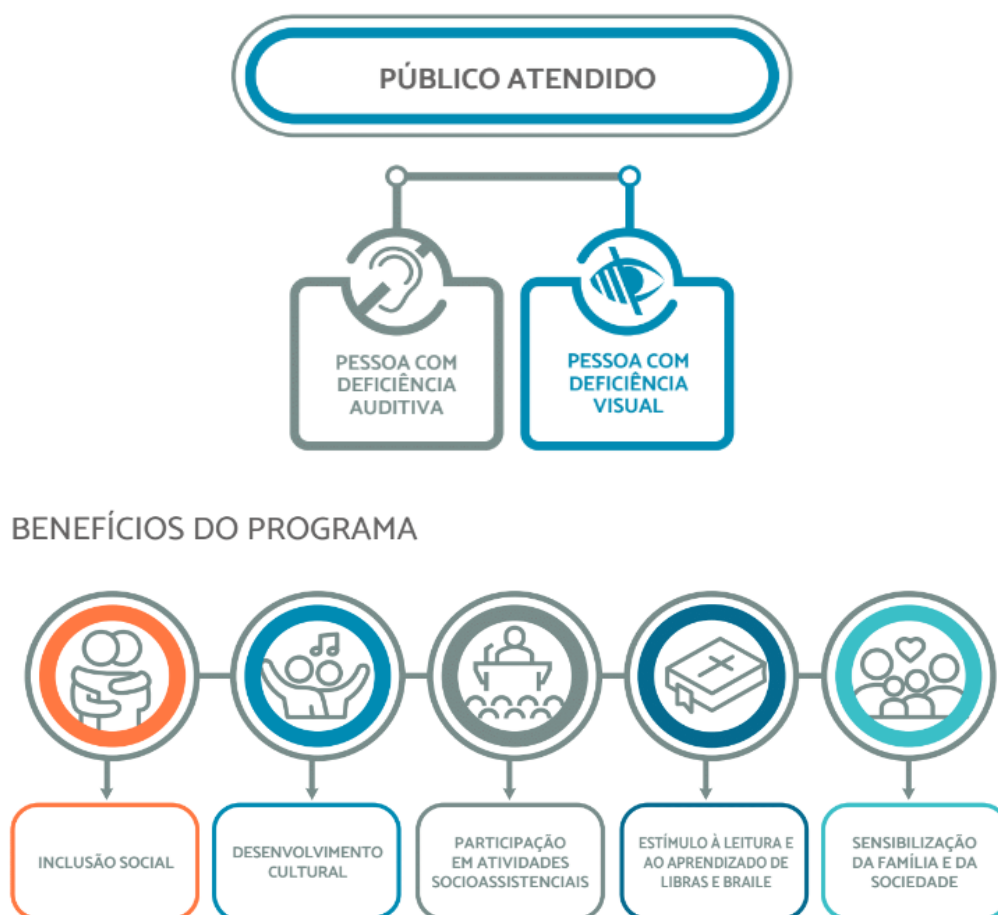 PÚBLICO ATENDIDO
PESSOA COM
DEFICIÊNCIA
AUDITIVA
PESSOA COM
DEFICIÊNCIA
VISUAL
BENEFÍCIOS DO PROGRAMA
INCLUSÃO SOCIAL
DESENVOLVIMENTO
CULTURAL
PARTICIPAÇÃO
EM ATIVIDADES
SOCIOASSISTENCIAIS
ESTÍMULO À LEITURA E
AO APRENDIZADO DE
LIBRAS E BRAILE
SENSIBILIZAÇÃO
DA FAMÍLIA E DA
SOCIEDADE